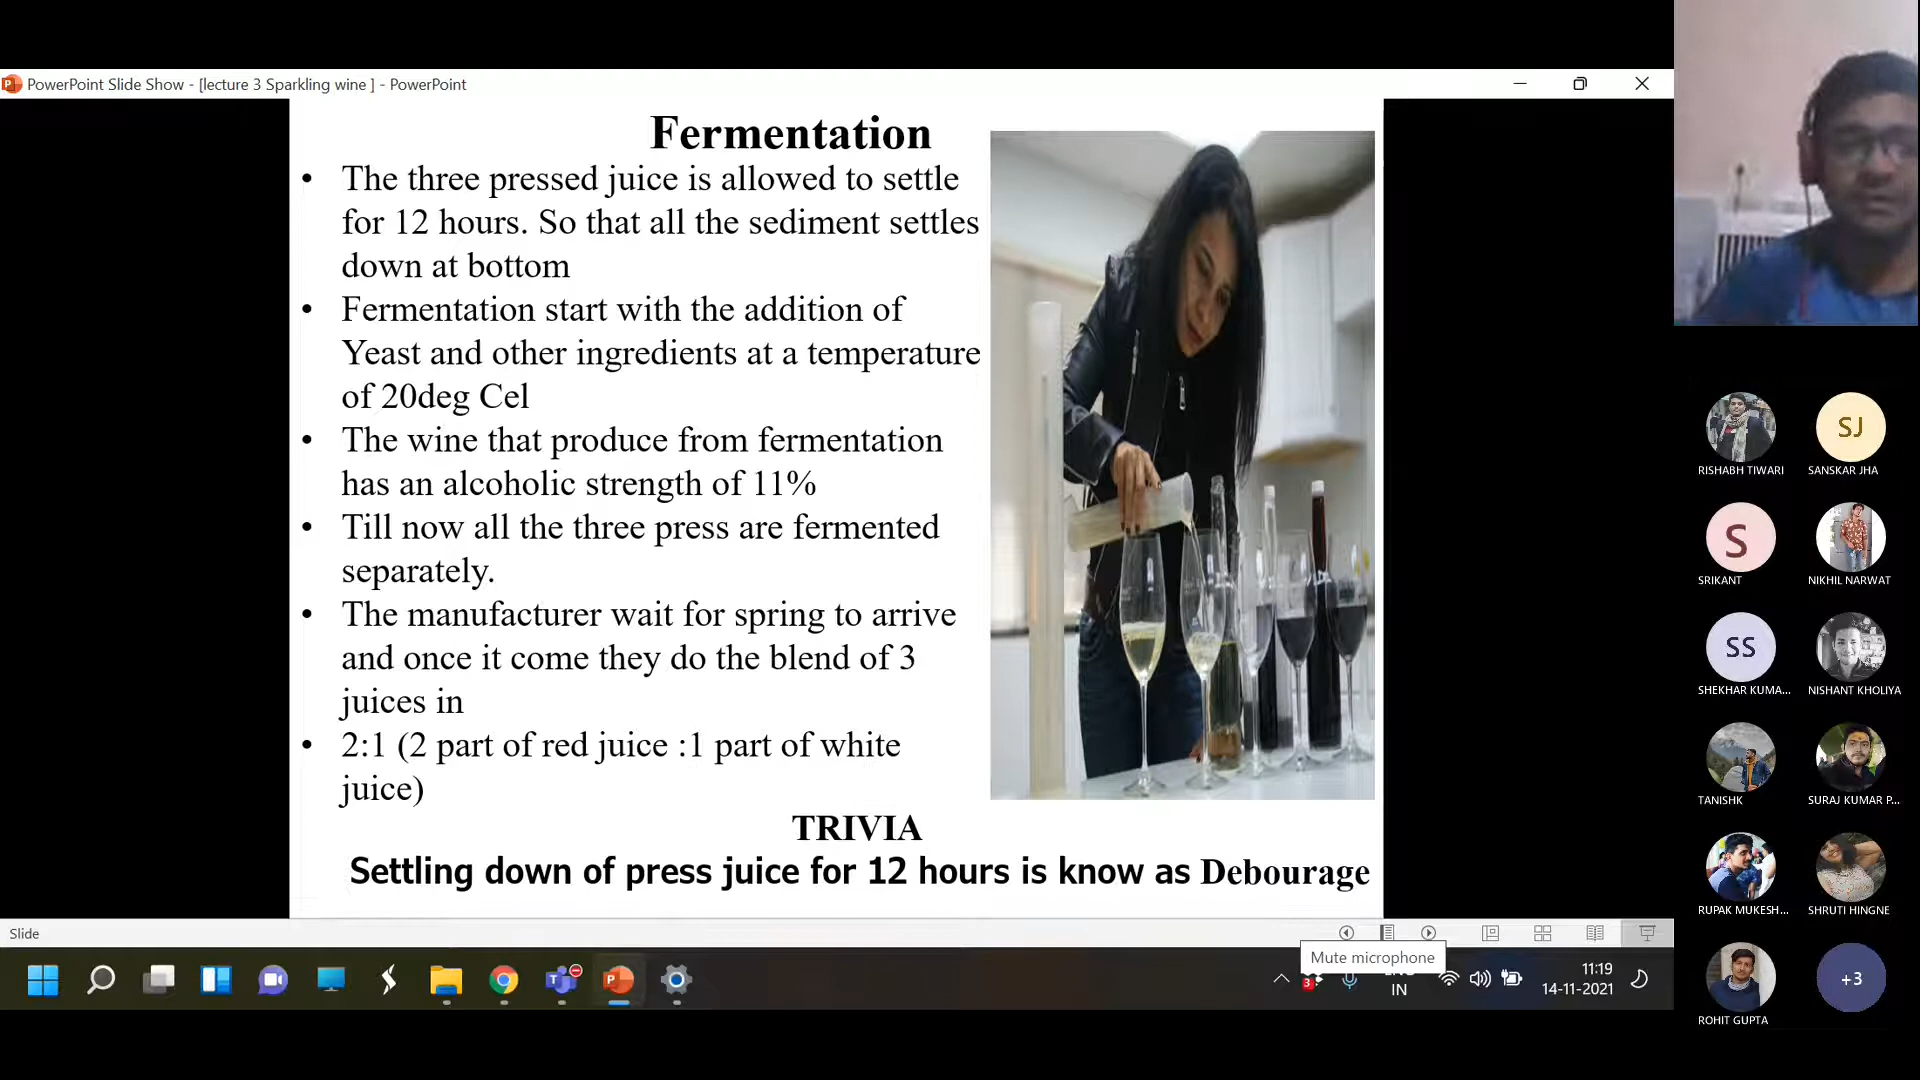 PowerPoint Slide Show - [lecture 3 Sparkling wine ] - PowerPoint
Fermentation
• The three pressed juice is allowed to settle
for 12 hours. So that all the sediment settles
down at bottom
• Fermentation start with the addition of
Yeast and other ingredients at a temperature
of 20deg Cel
• The wine that produce from fermentation
has an alcoholic strength of 11%
• Till now all the three press are fermented
separately.
• The manufacturer wait for spring to arrive
and once it come they do the blend of 3
juices in
• 2:1 (2 part of red juice :1 part of white
juice)
TRIVIA
Settling down of press juice for 12 hours is know as Debourage
Slide
Mute microphone
3
IN
11:19
14-11-2021
RISHABH TIWARI
SJ
SANSKAR JHA
S
SRIKANT
NIKHIL NARWAT
SS
SHEKHAR KUMA...
NISHANT KHOLIYA
TANISHK
SURAJ KUMAR P...
RUPAK MUKESH...
SHRUTI HINGNE
ROHIT GUPTA
+3